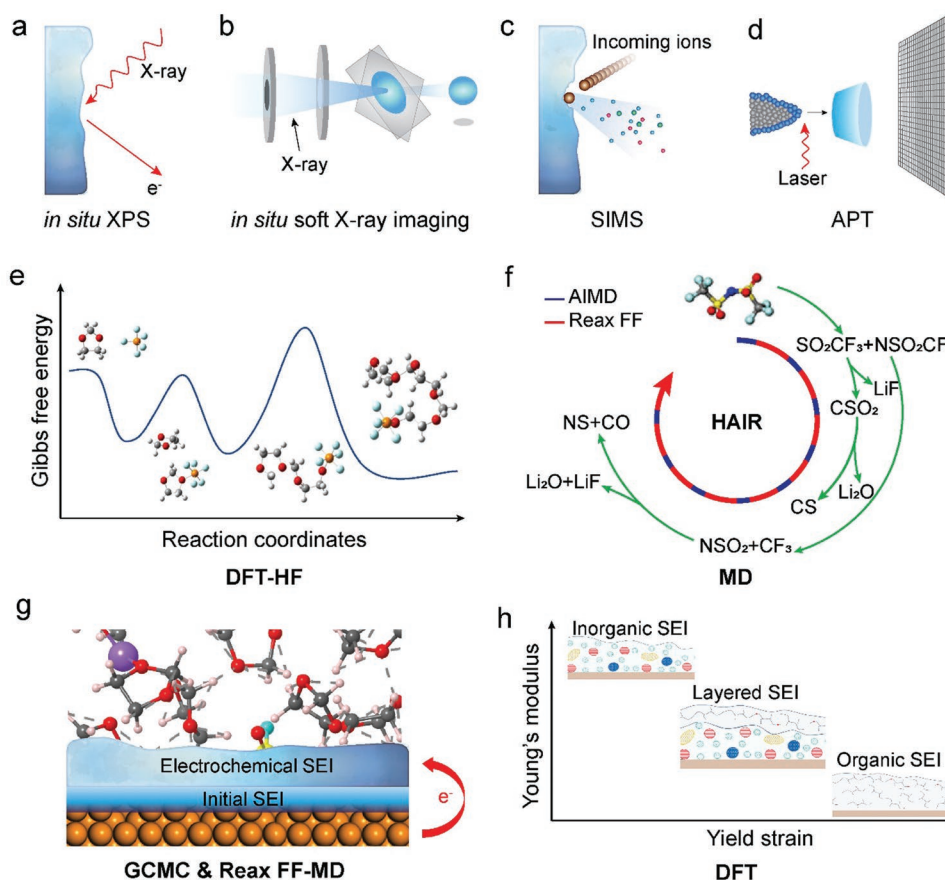 a
X-ray
e-
in situ XPS
b
X-ray
in situ soft X-ray imaging
c
Incoming ions
SIMS
d
Laser
APT
e
Gibbs free energy
Reaction coordinates
DFT-HF
f
AIMD
Reax FF
HAIR
SO₂CF₃+NSO₂CF
LiF
CSO₂
Li₂O
CS
NSO₂+CF₃
Li₂O+LiF
NS+CO
MD
g
Electrochemical SEI
Initial SEI
e-
GCMC & Reax FF-MD
h
Young's modulus
Inorganic SEI
Layered SEI
Organic SEI
Yield strain
DFT